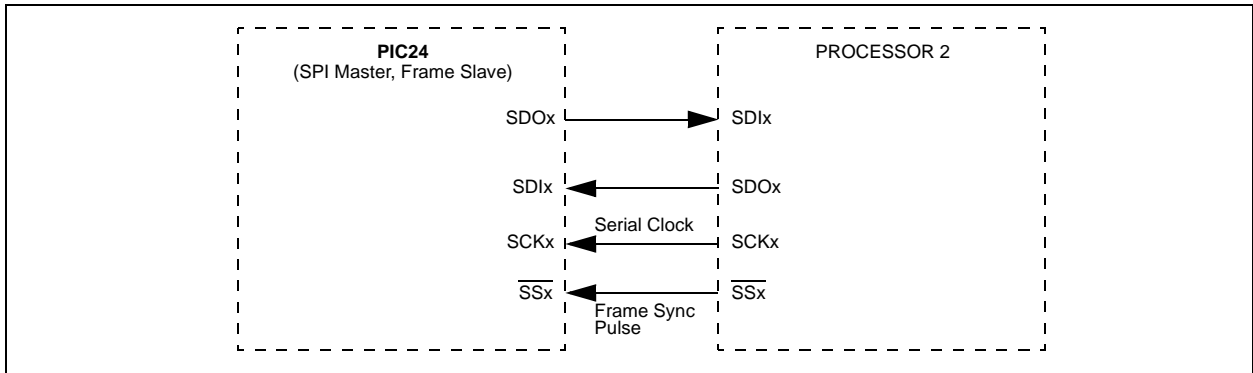 PIC24
(SPI Master, Frame Slave)
PROCESSOR 2
SDOx
SDIx
SDIx
SDOx
Serial Clock
SCKx
SCKx
SSx
SSx
Frame Sync
Pulse